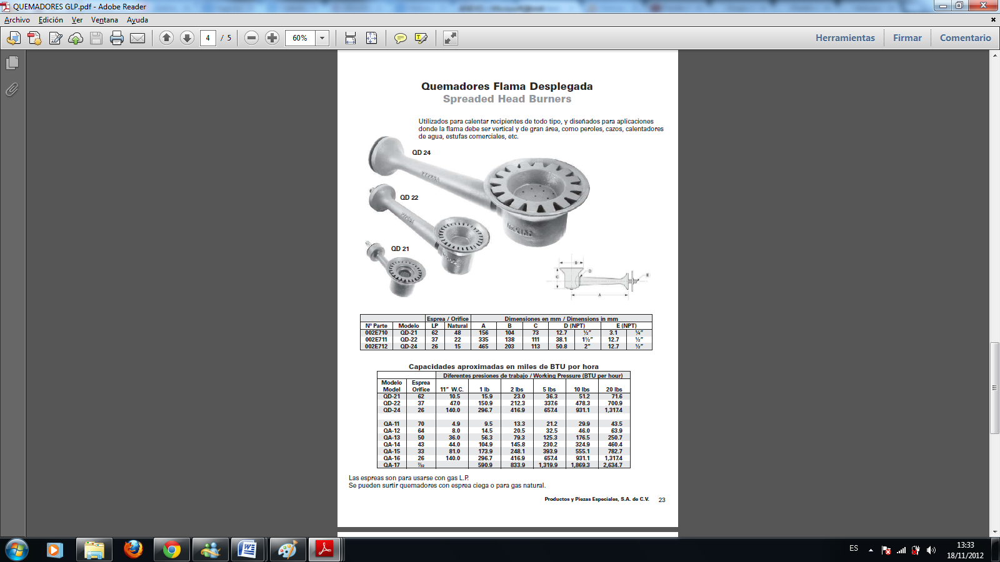 QUEMADORES GLP.pdf - Adobe Reader
Archivo Edición Ver Ventana Ayuda
4 / 5 60% Herramientas Firmar Comentario
Quemadores Flama Desplegada
Spreaded Head Burners
Utilizados para calentar recipientes de todo tipo, y diseñados para aplicaciones
donde la flama debe ser vertical y de gran área, como peroles, cazos, calentadores
de agua, estufas comerciales, etc.
QD 24
QD 22
QD 21
B
D
C
E
A
Esprea / Orifice Dimensiones en mm / Dimensions in mm
Nº Parte Modelo LP Natural A B C D (NPT) E (NPT)
002E710 QD-21 62 48 156 104 73 12.7 ½” 3.1 ¼”
002E711 QD-22 37 22 335 138 111 38.1 1½” 12.7 ½”
002E712 QD-24 26 15 465 203 113 50.8 2” 12.7 ½”
Capacidades aproximadas en miles de BTU por hora
Diferentes presiones de trabajo / Working Pressure (BTU per hour)
Modelo Esprea
Model Orifice 11” W.C. 1 lb 2 lbs 5 lbs 10 lbs 20 lbs
QD-21 62 10.5 15.9 23.0 36.3 51.2 71.6
QD-22 37 47.0 150.9 212.3 337.6 478.3 700.9
QD-24 26 140.0 296.7 416.9 657.4 931.1 1,317.4
QA-11 70 4.9 9.5 13.3 21.2 29.9 43.5
QA-12 64 8.0 14.5 20.5 32.5 46.0 63.9
QA-13 50 36.0 56.3 79.3 125.3 176.5 250.7
QA-14 43 44.0 104.9 145.8 230.2 324.9 460.4
QA-15 33 81.0 173.9 248.1 393.9 555.1 782.7
QA-16 26 140.0 296.7 416.9 657.4 931.1 1,317.4
QA-17 7/32 590.9 833.9 1,319.9 1,869.3 2,634.7
Las espreas son para usarse con gas L.P.
Se pueden surtir quemadores con esprea ciega o para gas natural.
Productos y Piezas Especiales, S.A. de C.V. 23
ES 13:33
18/11/2012